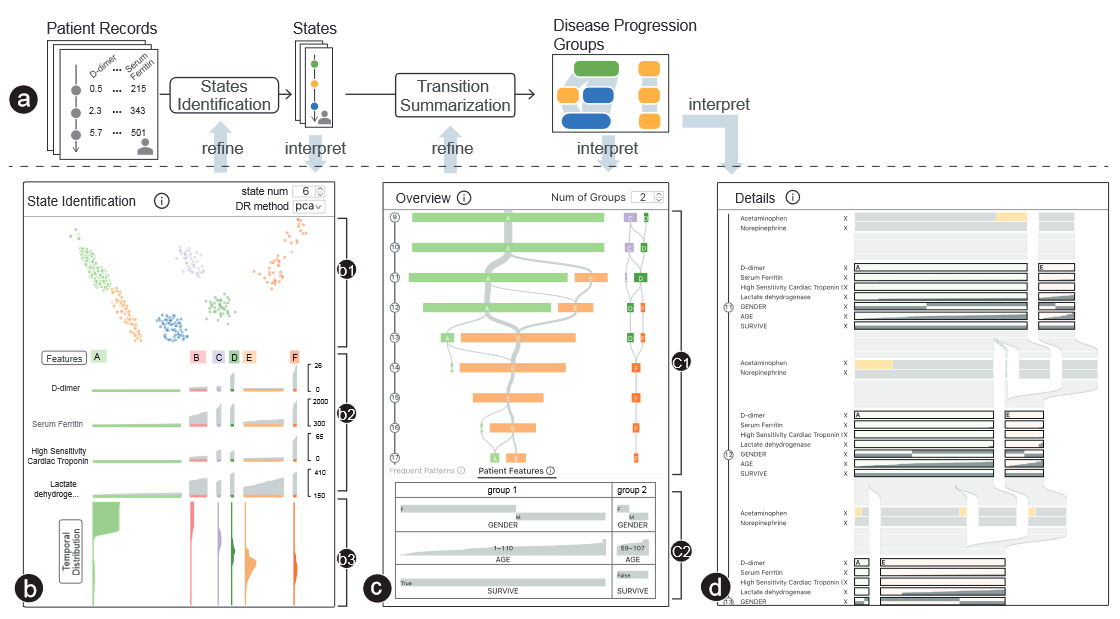 Patient Records
States
Disease Progression
Groups
D-dimer ... Serum Ferritin
0.5 ... 215
2.3 ... 343
5.7 ... 501
States
Identification
Transition
Summarization
a
refine
interpret
refine
interpret
interpret
State Identification
state num 6
DR method pca
b1
Features A B C D E F
D-dimer
26
0
Serum Ferritin
2000
300
High Sensitivity
Cardiac Troponin
65
0
Lactate
dehydroge...
410
150
b2
Temporal
Distribution
b3
b
Overview
Num of Groups 2
9 A C D
10 A C D
11 A E D
12 A E D F
13 A E D F
14 E F
15 E F
16 E F
17 A E F
C1
Frequent Patterns
Patient Features
group 1 group 2
F M GENDER F M GENDER
1~110 AGE 59~107 AGE
True SURVIVE False SURVIVE
C2
c
Details
Acetaminophen X
Norepinephrine X
D-dimer X A E
Serum Ferritin X
High Sensitivity Cardiac Troponin I X
Lactate dehydrogenase X
11 GENDER X
AGE X
SURVIVE X
Acetaminophen X
Norepinephrine X
D-dimer X A E
Serum Ferritin X
High Sensitivity Cardiac Troponin I X
Lactate dehydrogenase X
12 GENDER X
AGE X
SURVIVE X
Acetaminophen X
Norepinephrine X
D-dimer X A E
Serum Ferritin X
High Sensitivity Cardiac Troponin I X
Lactate dehydrogenase X
13 GENDER X
d